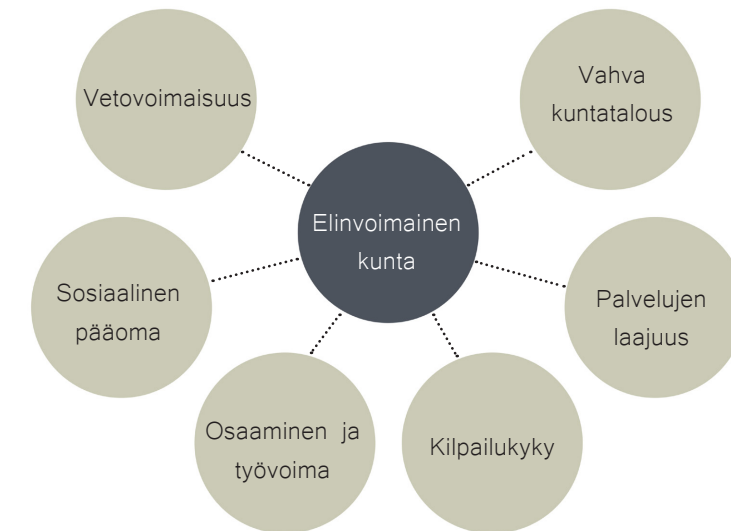 Vetovoimaisuus
Vahva
kuntatalous
Elinvoimainen
kunta
Sosiaalinen
pääoma
Palvelujen
laajuus
Osaaminen ja
työvoima
Kilpailukyky